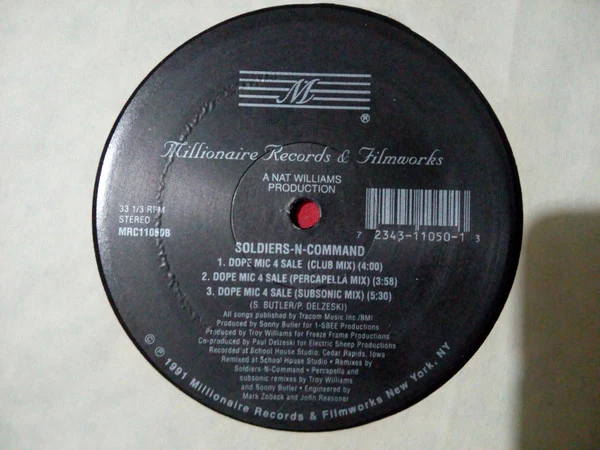 M
®
Millionaire Records & Filmworks
A NAT WILLIAMS
PRODUCTION
33 1/3 RPM
STEREO
MRC11050B
7 2343-11050-1 3
SOLDIERS-N-COMMAND
1. DOPE MIC 4 SALE (CLUB MIX) (4:00)
2. DOPE MIC 4 SALE (PERCAPELLA MIX) (3:58)
3. DOPE MIC 4 SALE (SUBSONIC MIX) (5:30)
(S. BUTLER/P. DELZESKI)
All songs published by Tracom Music Inc./BMI
Produced by Sonny Butler for 1-SBEE Productions
Produced by Troy Williams for Freeze Frame Productions
Co-produced by Paul Delzeski for Electric Sheep Productions
Recorded at School House Studio, Cedar Rapids, Iowa
Remixed at School House Studio • Remixes by
Soldiers-N-Command • Percapella and
subsonic remixes by Troy Williams
and Sonny Butler • Engineered by
Mark Zobeck and John Reasoner
© ℗ 1991 Millionaire Records & Filmworks New York, NY